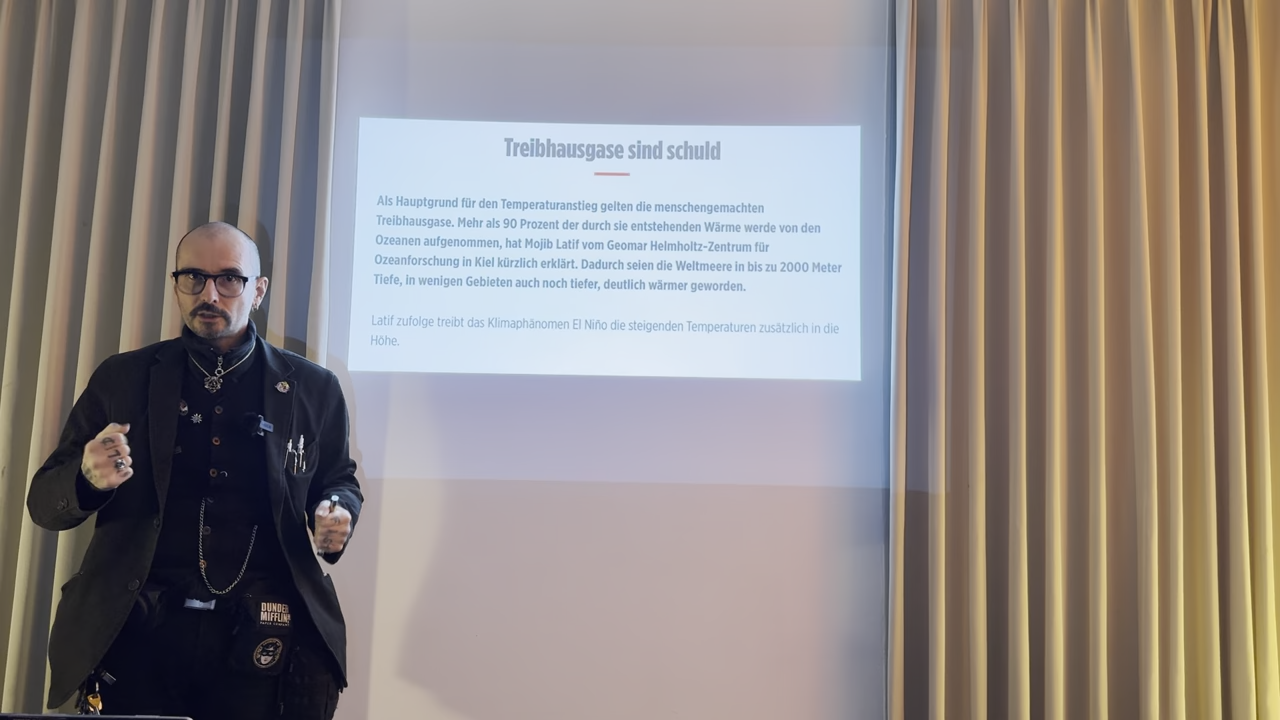 Treibhausgase sind schuld
Als Hauptgrund für den Temperaturanstieg gelten die menschengemachten
Treibhausgase. Mehr als 90 Prozent der durch sie entstehenden Wärme werde von den
Ozeanen aufgenommen, hat Mojib Latif vom Geomar Helmholtz-Zentrum für
Ozeanforschung in Kiel kürzlich erklärt. Dadurch seien die Weltmeere in bis zu 2000 Meter
Tiefe, in wenigen Gebieten auch noch tiefer, deutlich wärmer geworden.
Latif zufolge treibt das Klimaphänomen El Niño die steigenden Temperaturen zusätzlich in die
Höhe.
DUNDER
MIFFLIN